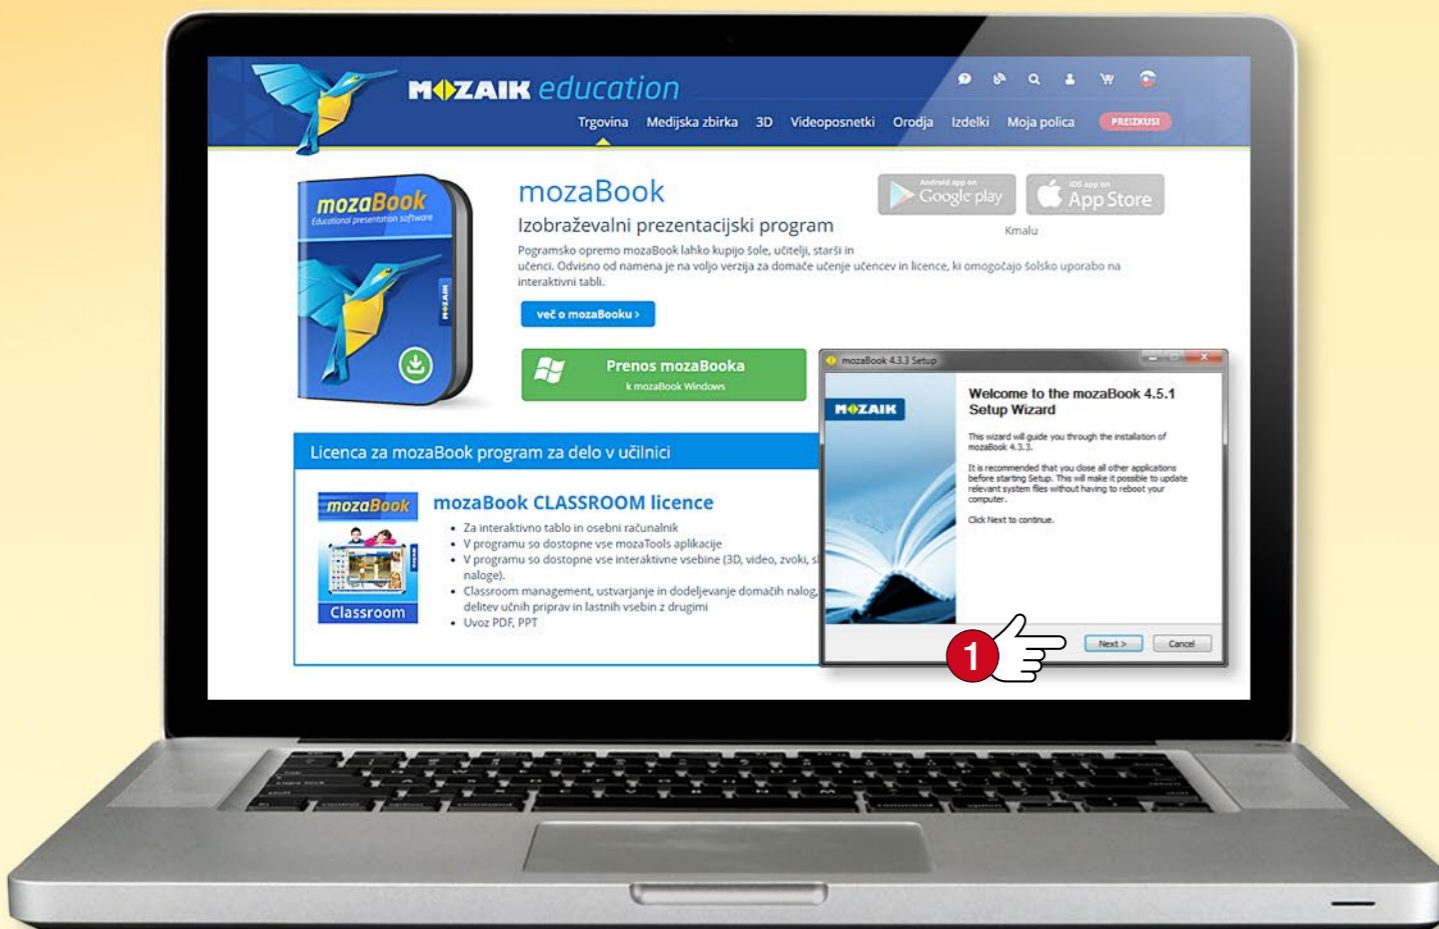 MOZAIK education
Trgovina Medijska zbirka 3D Videoposnetki Orodja Izdelki Moja polica PREIZKUSI
mozaBook
Educational presentation software
MOZAIK
mozaBook
Izobraževalni prezentacijski program
Pogramsko opremo mozaBook lahko kupijo šole, učitelji, starši in
učenci. Odvisno od namena je na voljo verzija za domače učenje učencev in licence, ki omogočajo šolsko uporabo na
interaktivni tabli.
več o mozaBooku >
Android app on
Google play
iOS app on
App Store
Kmalu
Prenos mozaBooka
k mozaBook Windows
Licenca za mozaBook program za delo v učilnici
mozaBook
Classroom
mozaBook CLASSROOM licence
• Za interaktivno tablo in osebni računalnik
• V programu so dostopne vse mozaTools aplikacije
• V programu so dostopne vse interaktivne vsebine (3D, video, zvoki,
naloge).
• Classroom management, ustvarjanje in dodeljevanje domačih nalog,
delitev učnih priprav in lastnih vsebin z drugimi
• Uvoz PDF, PPT
mozaBook 4.3.3 Setup
MOZAIK
Welcome to the mozaBook 4.5.1
Setup Wizard
This wizard will guide you through the installation of
mozaBook 4.3.3.
It is recommended that you close all other applications
before starting Setup. This will make it possible to update
relevant system files without having to reboot your
computer.
Click Next to continue.
1
Next >
Cancel